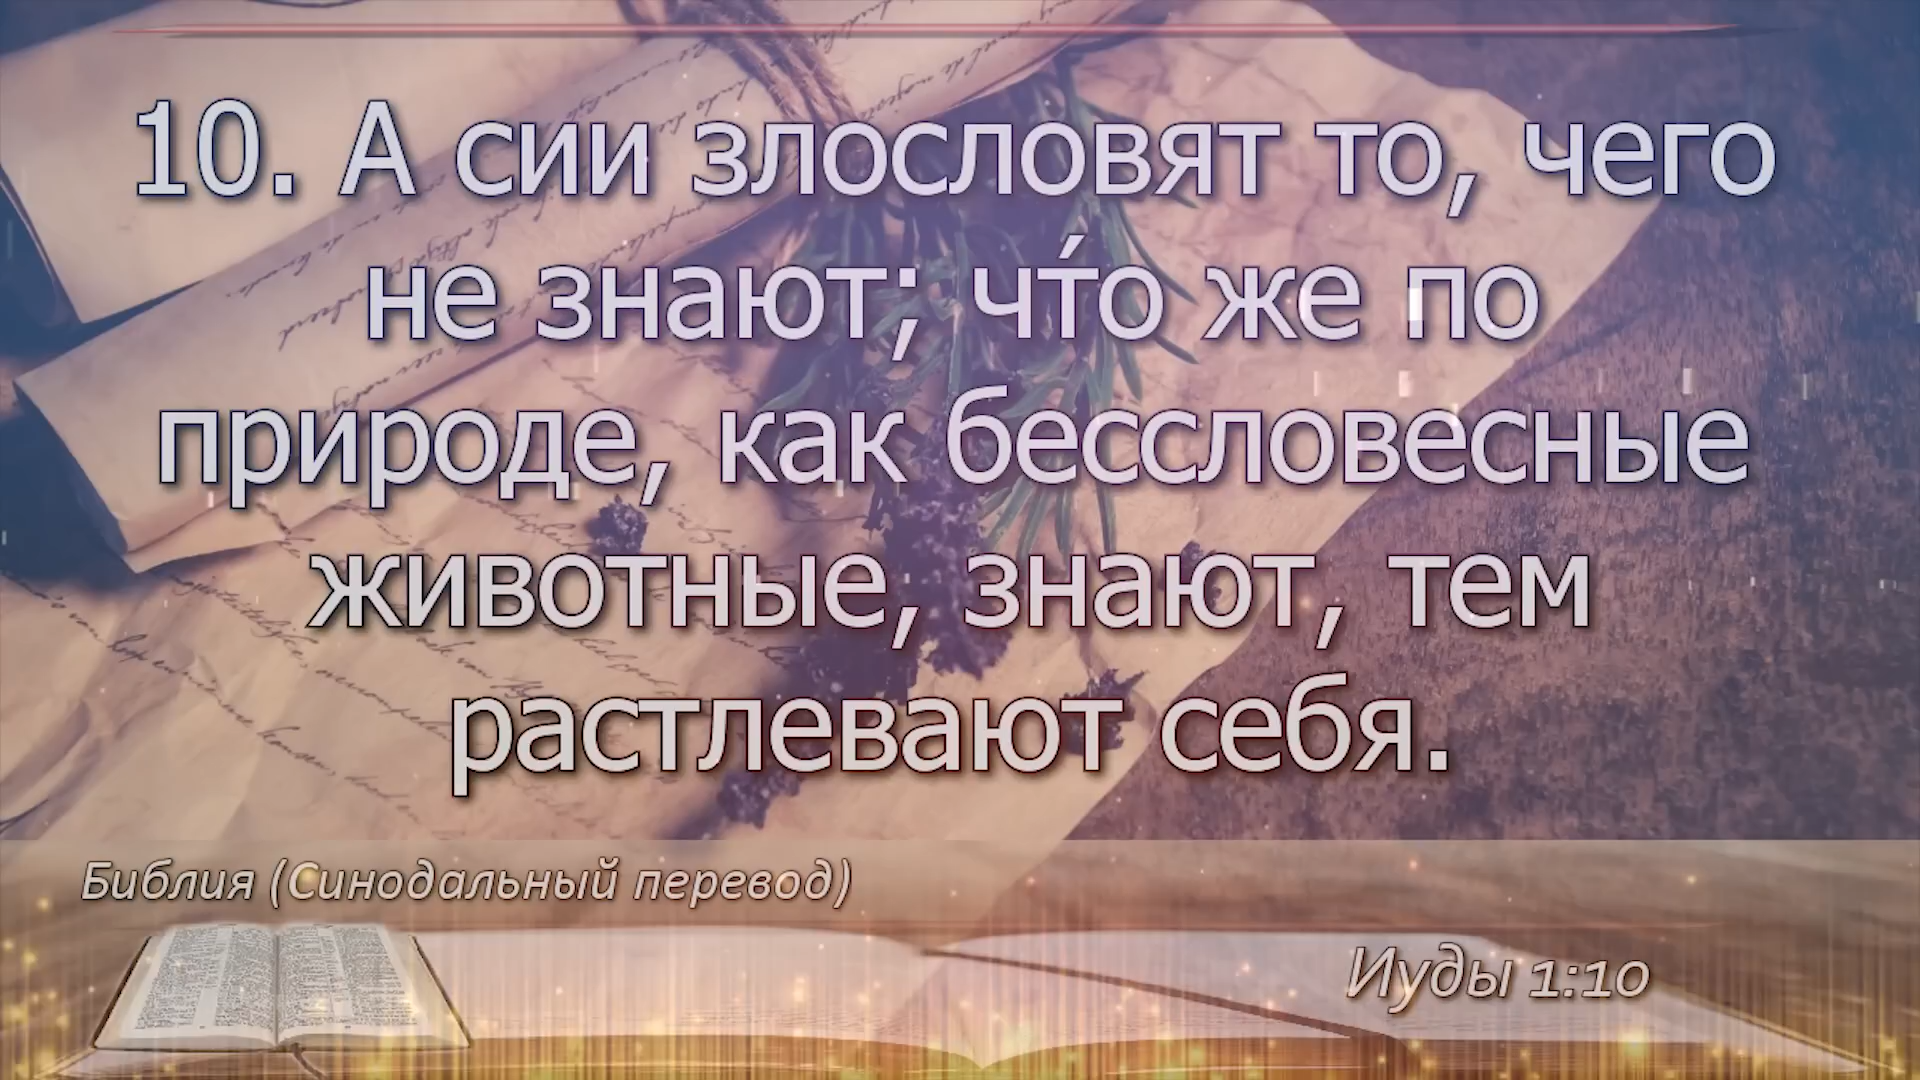 10. А сии злословят то, чего
не знают; что́ же по
природе, как бессловесные
животные, знают, тем
растлевают себя.
Библия (Синодальный перевод)
Иуды 1:10